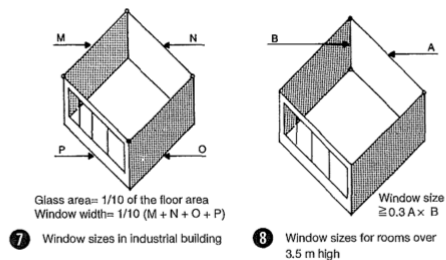 M
N
P
O
Glass area= 1/10 of the floor area
Window width= 1/10 (M + N + O + P)
7 Window sizes in industrial building
B
A
Window size
≧0.3 A× B
8 Window sizes for rooms over
3.5 m high